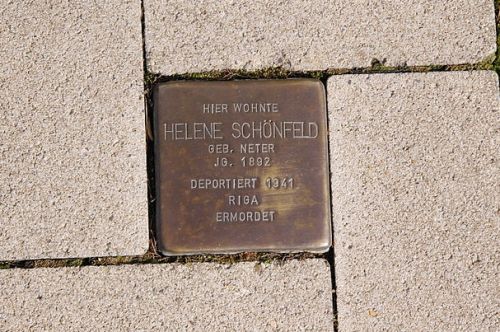 HIER WOHNTE
HELENE SCHÖNFELD
GEB. NETER
JG. 1892
DEPORTIERT 1941
RIGA
ERMORDET